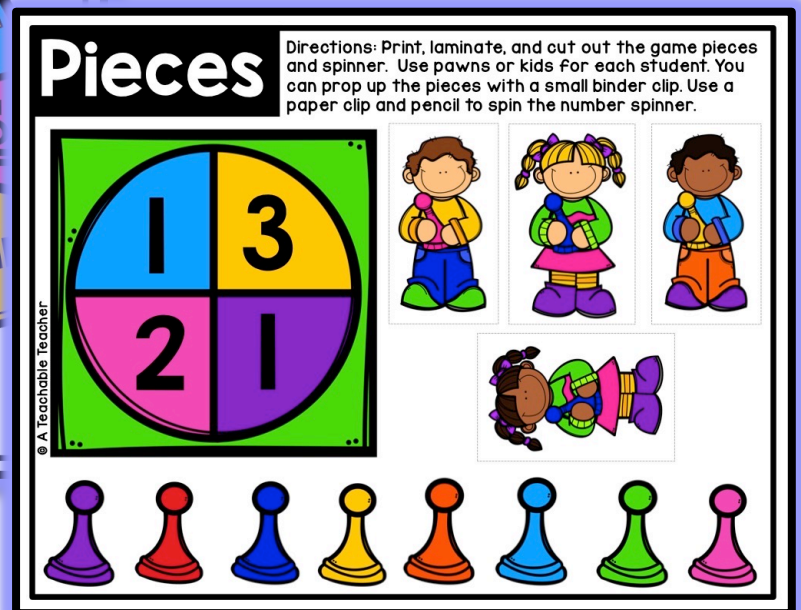 Pieces
Directions: Print, laminate, and cut out the game pieces
and spinner. Use pawns or kids for each student. You
can prop up the pieces with a small binder clip. Use a
paper clip and pencil to spin the number spinner.
1 3
2 1
© A Teachable Teacher